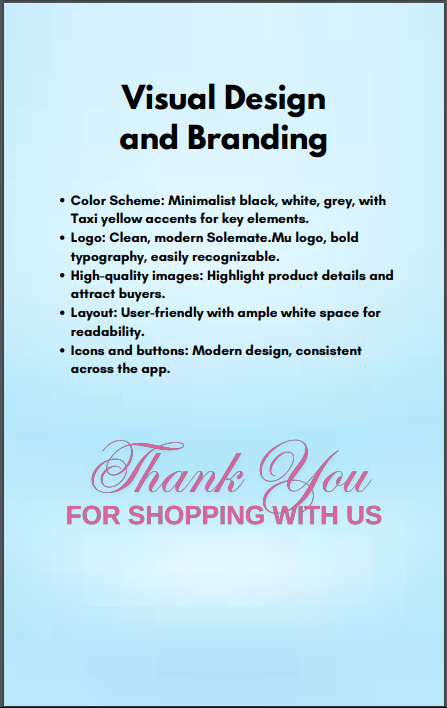 Visual Design
and Branding
• Color Scheme: Minimalist black, white, grey, with
Taxi yellow accents for key elements.
• Logo: Clean, modern Solemate.Mu logo, bold
typography, easily recognizable.
• High-quality images: Highlight product details and
attract buyers.
• Layout: User-friendly with ample white space for
readability.
• Icons and buttons: Modern design, consistent
across the app.
Thank You
FOR SHOPPING WITH US